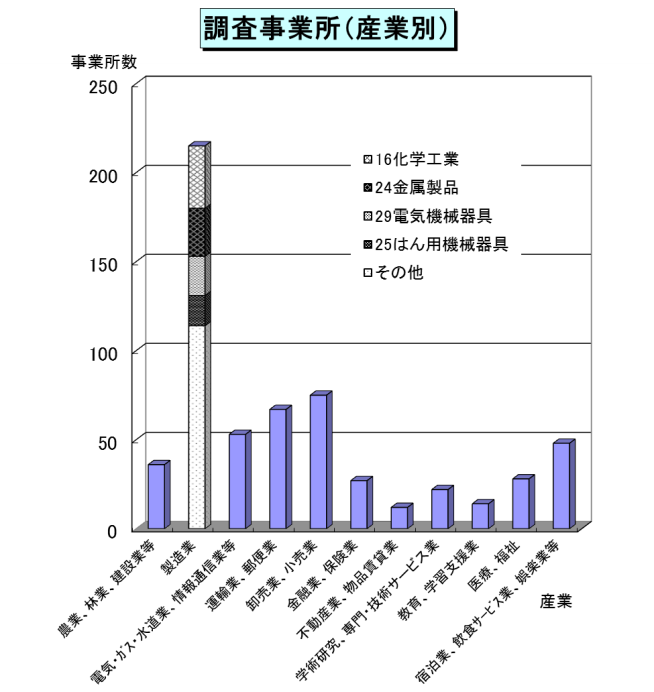 調査事業所(産業別)
事業所数
250
200
150
100
50
0
16化学工業
24金属製品
29電気機械器具
25はん用機械器具
その他
農業、林業、建設業等
製造業
電気・ｶﾞｽ・水道業、情報通信業等
運輸業、郵便業
卸売業、小売業
金融業、保険業
不動産業、物品賃貸業
学術研究、専門・技術サービス業
教育、学習支援業
医療、福祉
宿泊業、飲食ｻｰﾋﾞｽ業、娯楽業等
産業